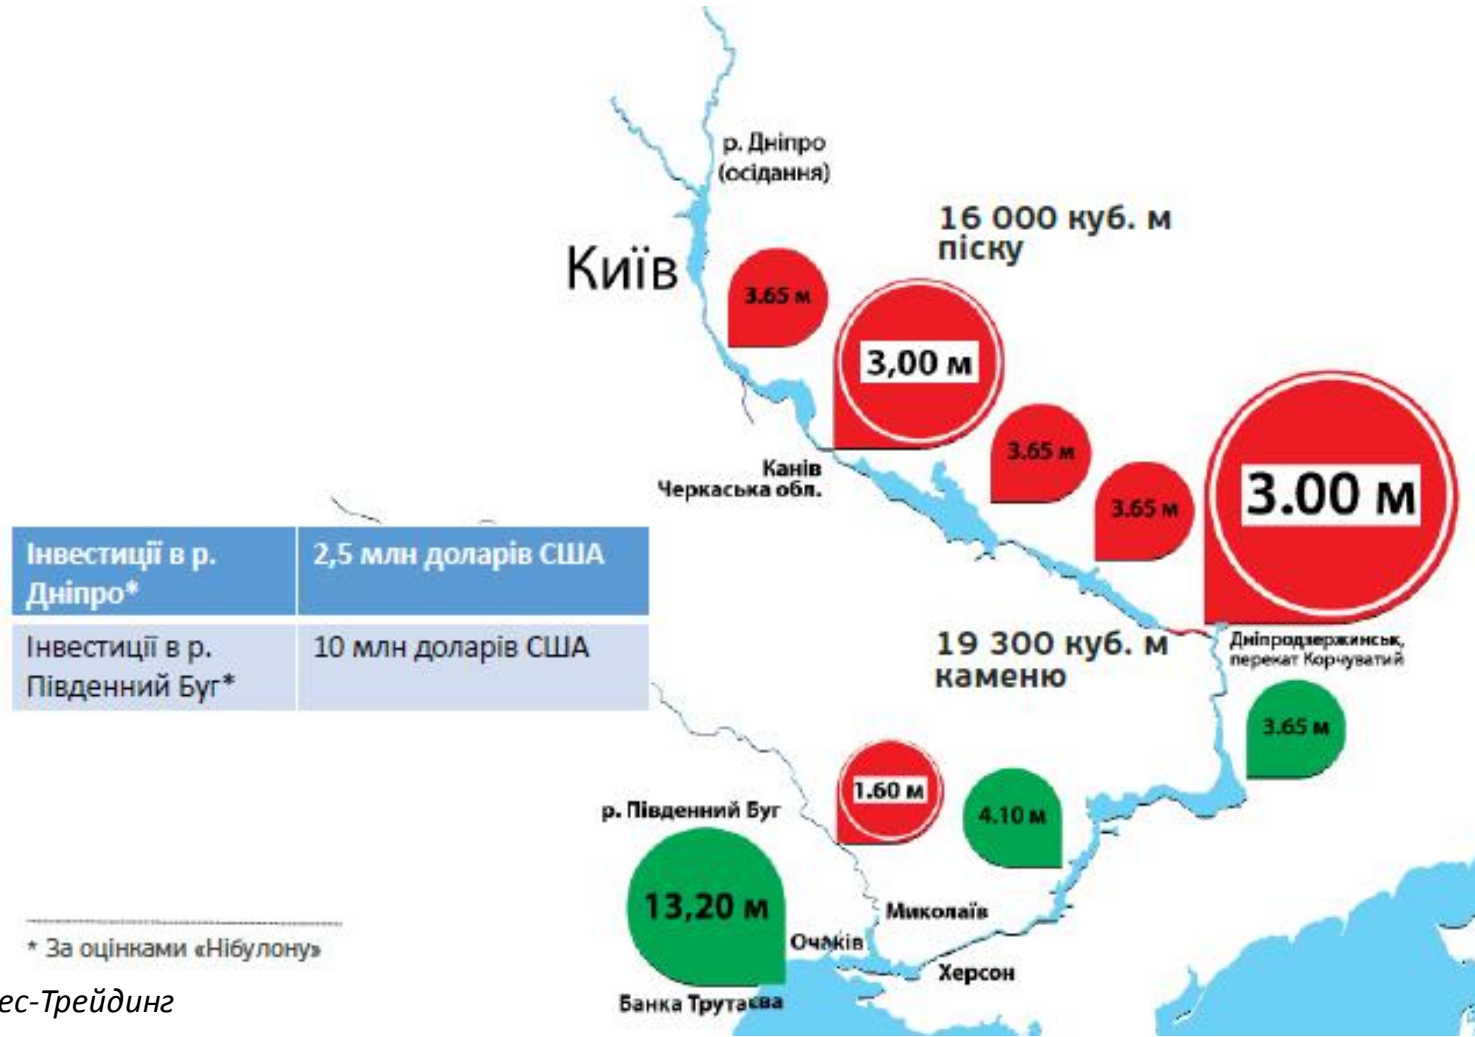 р. Дніпро
(осідання)
16 000 куб. м
піску
Київ
3.65 м
3,00 м
3.65 м
3.65 м
3.00 м
Канів
Черкаська обл.
Інвестиції в р.
Дніпро*
2,5 млн доларів США
Інвестиції в р.
Південний Буг*
10 млн доларів США
19 300 куб. м
каменю
Дніпродзержинськ,
перекат Корчуватий
3.65 м
1.60 м
4.10 м
р. Південний Буг
13,20 м
Миколаїв
Очаків
Херсон
Банка Трутаєва
* За оцінками «Нібулону»
ес-Трейдинг